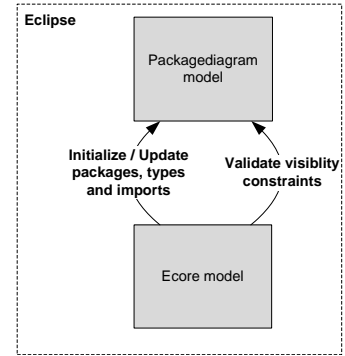 Eclipse
Packagediagram
model
Initialize / Update
packages, types
and imports
Validate visiblity
constraints
Ecore model